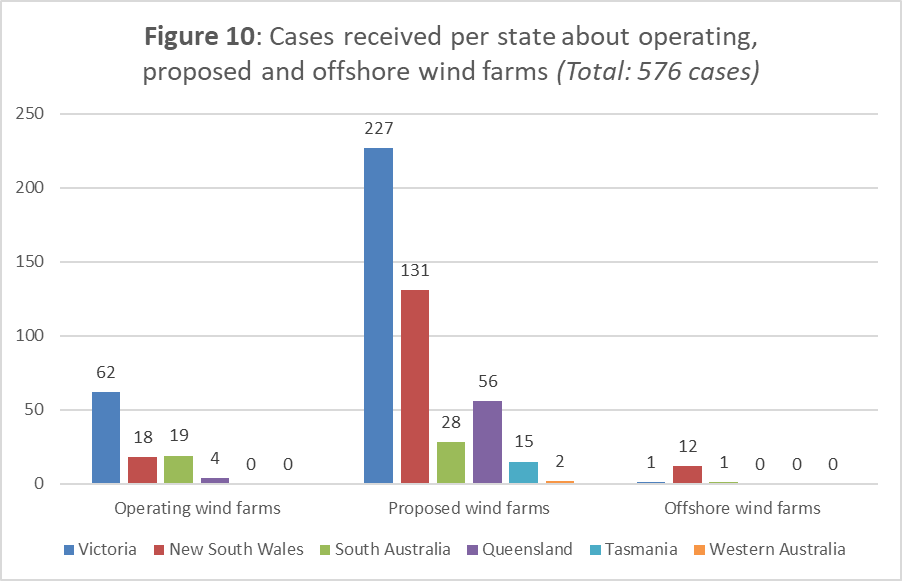 Figure 10: Cases received per state about operating,
proposed and offshore wind farms (Total: 576 cases)
250
200
150
100
50
0
62
18
19
4
0
0
227
131
28
56
15
2
1
12
1
0
0
0
Operating wind farms
Proposed wind farms
Offshore wind farms
Victoria
New South Wales
South Australia
Queensland
Tasmania
Western Australia